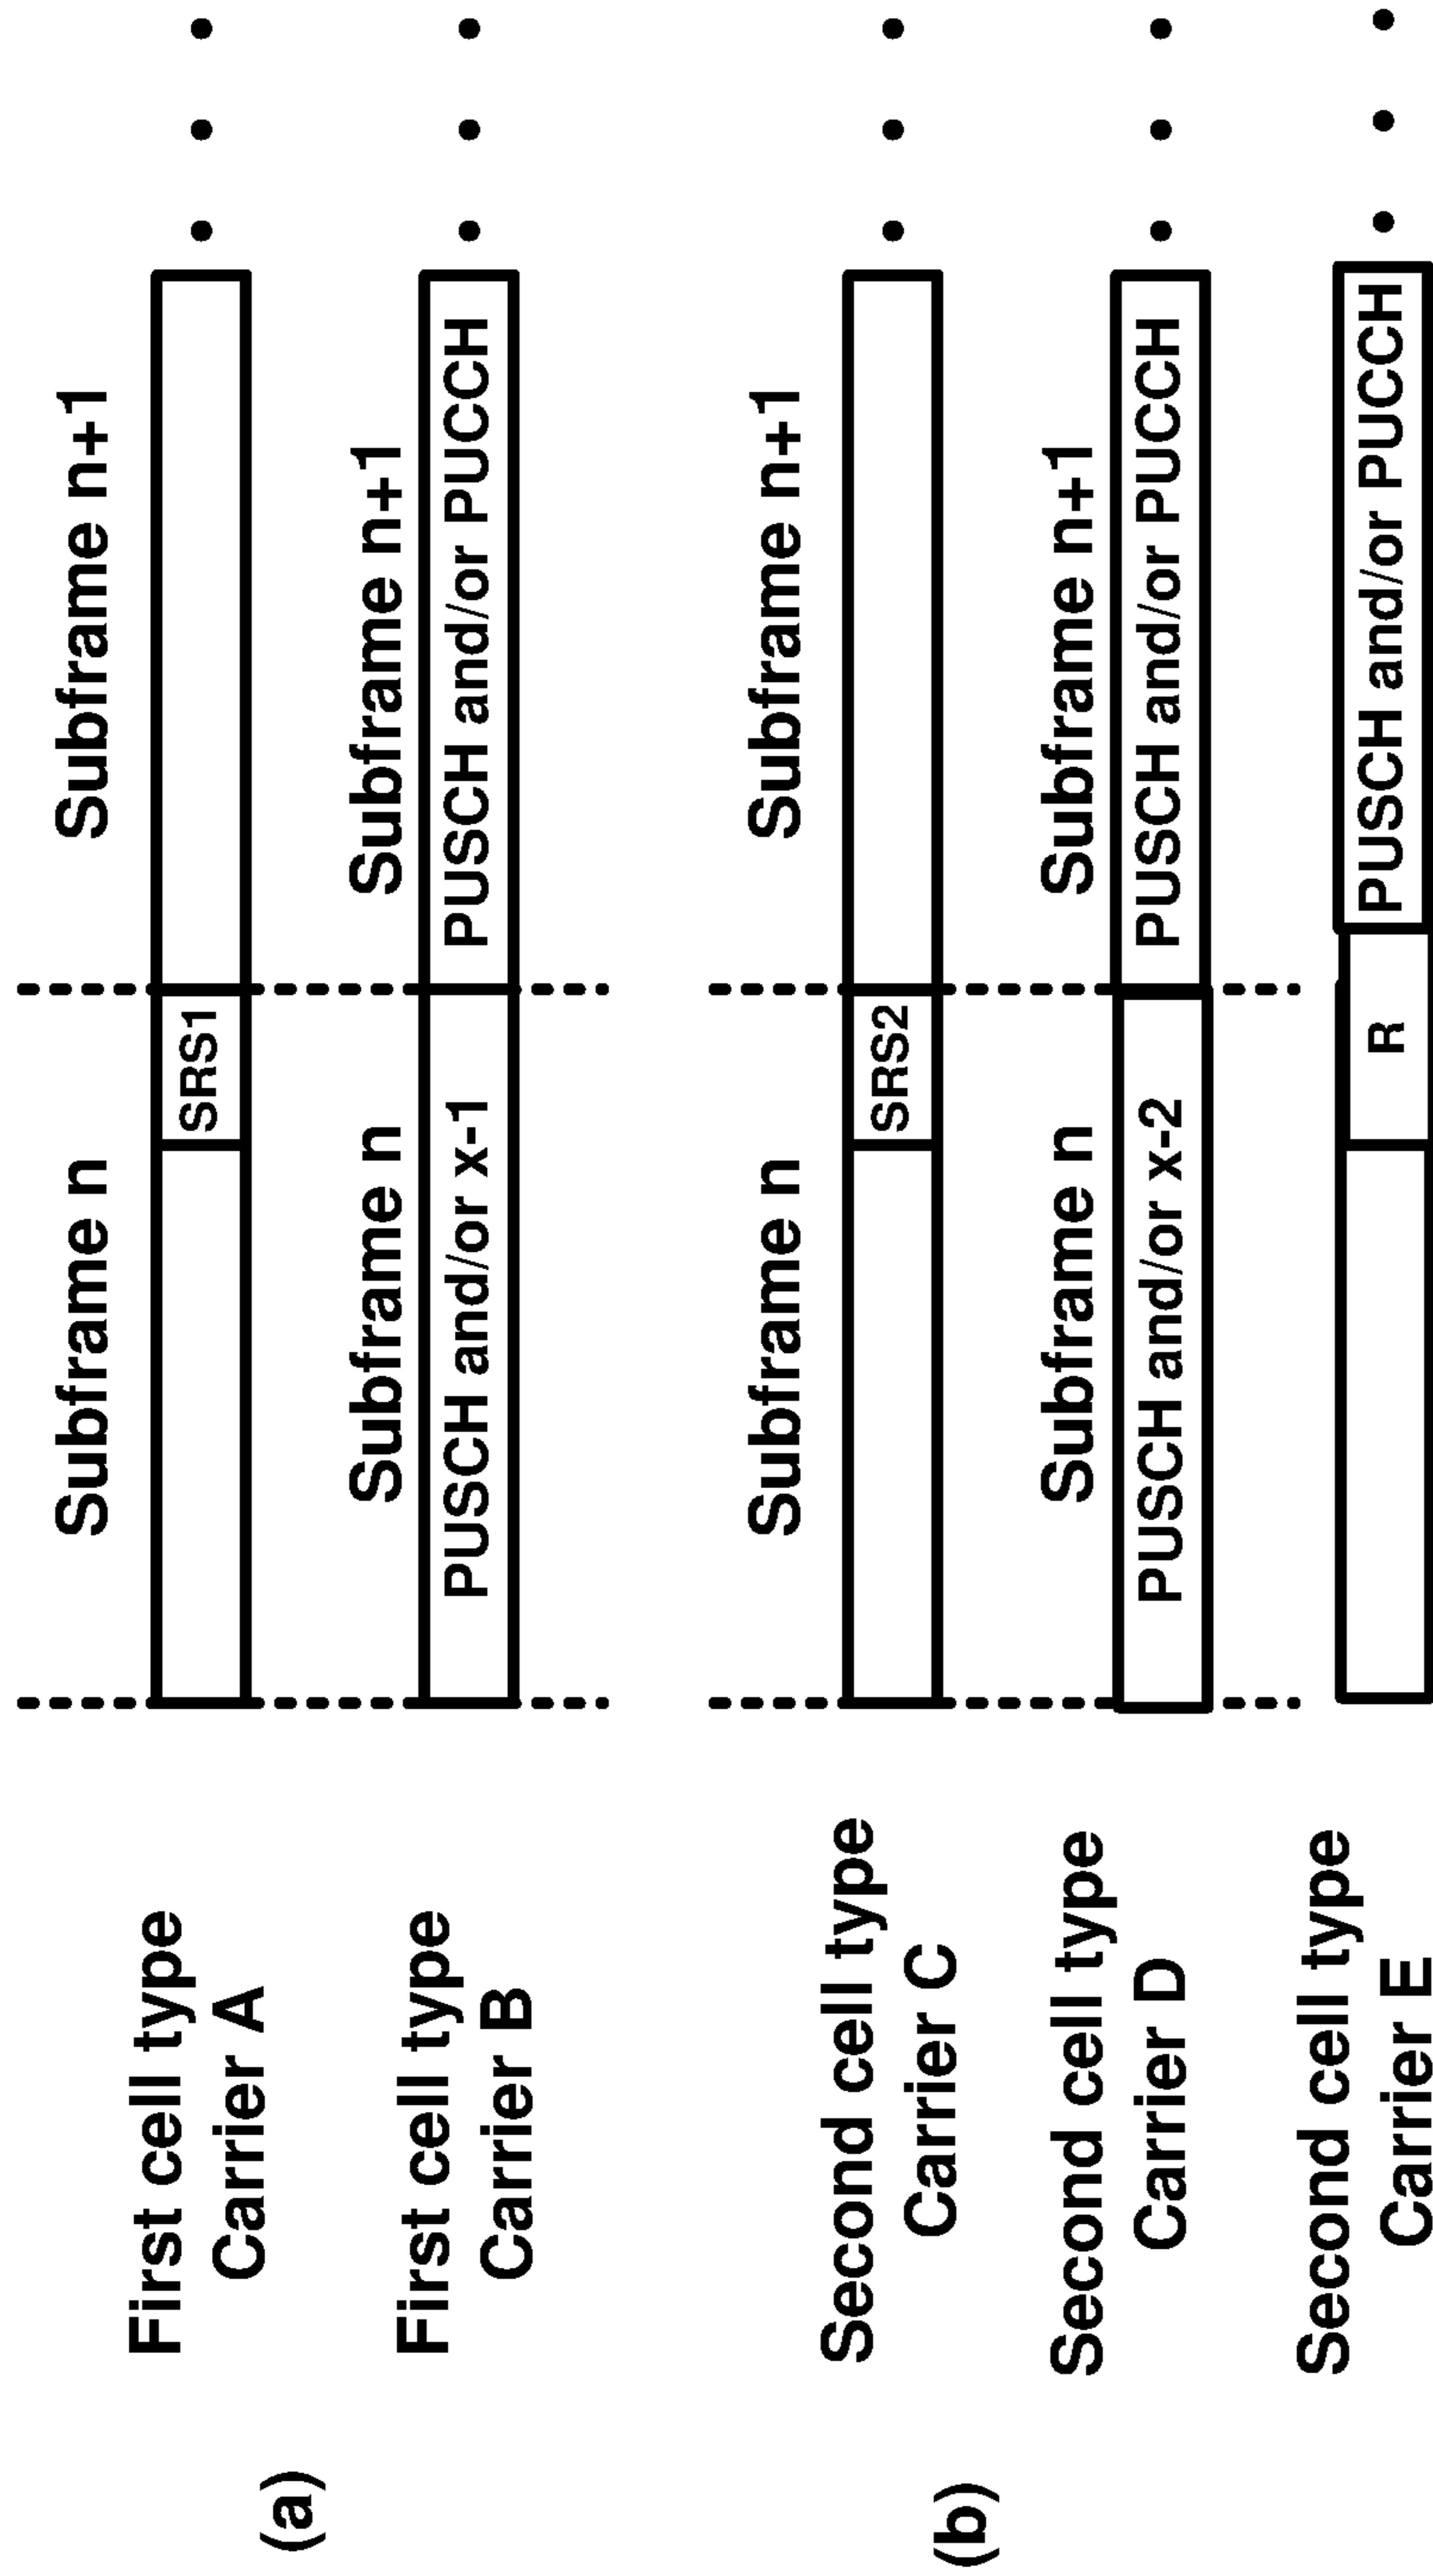 (a)
Subframe n
Subframe n+1
First cell type
Carrier A
SRS1
Subframe n
Subframe n+1
First cell type
Carrier B
PUSCH and/or x-1
PUSCH and/or PUCCH
(b)
Subframe n
Subframe n+1
Second cell type
Carrier C
SRS2
Subframe n
Subframe n+1
Second cell type
Carrier D
PUSCH and/or x-2
PUSCH and/or PUCCH
Second cell type
Carrier E
R
PUSCH and/or PUCCH